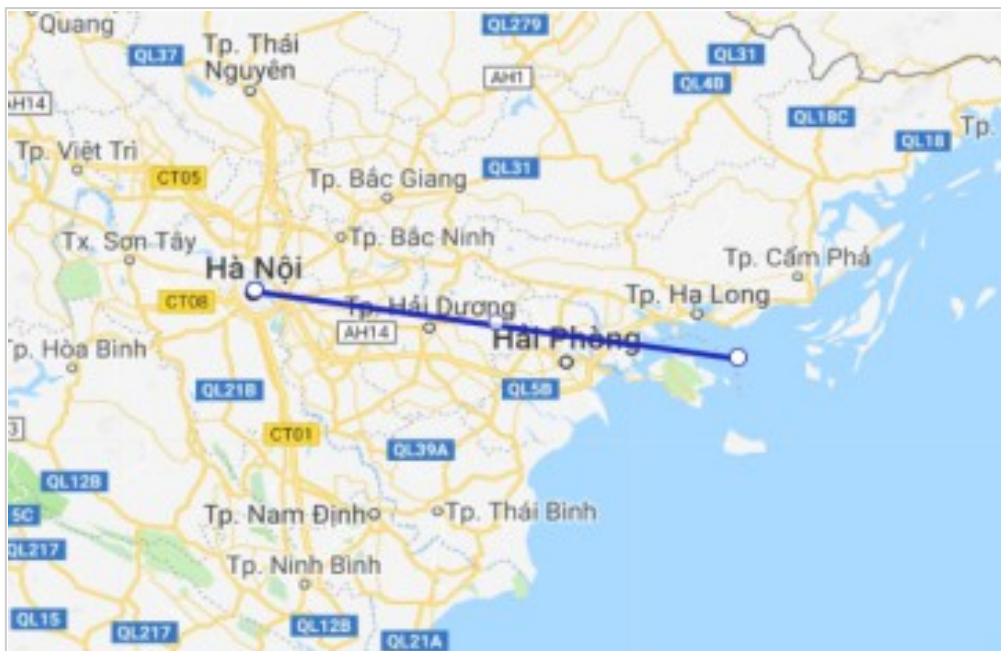 Quang
QL37
Tp. Thái
Nguyên
QL279
AH1
QL31
QL4B
QL18C
QL18
Tp.
AH14
Tp. Việt Trì
CT05
Tp. Bắc Giang
QL31
Tx. Sơn Tây
Tp. Bắc Ninh
Hà Nội
CT08
Tp. Hải Dương
AH14
Tp. Cẩm Phả
Tp. Hạ Long
Hải Phòng
Tp. Hòa Bình
QL21B
QL5B
3
CT01
QL39A
QL12B
5C
Tp. Nam Định
Tp. Thái Bình
QL217
Tp. Ninh Bình
QL15
QL217
QL12B
QL21A